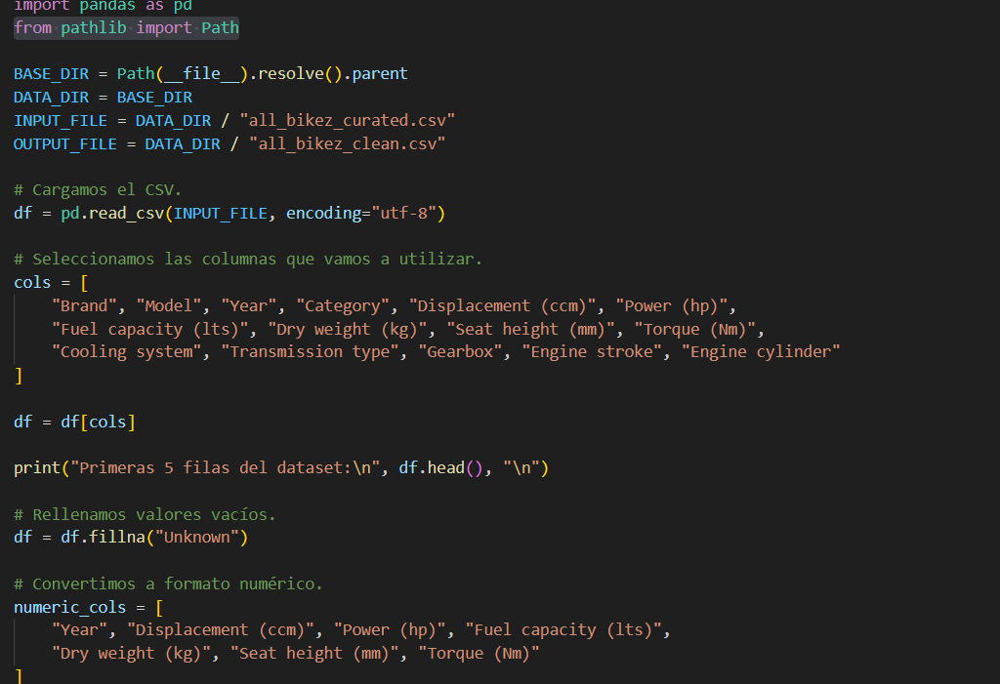 import pandas as pd
from pathlib import Path
BASE_DIR = Path(__file__).resolve().parent
DATA_DIR = BASE_DIR
INPUT_FILE = DATA_DIR / "all_bikez_curated.csv"
OUTPUT_FILE = DATA_DIR / "all_bikez_clean.csv"
# Cargamos el CSV.
df = pd.read_csv(INPUT_FILE, encoding="utf-8")
# Seleccionamos las columnas que vamos a utilizar.
cols = [
    "Brand", "Model", "Year", "Category", "Displacement (ccm)", "Power (hp)",
    "Fuel capacity (lts)", "Dry weight (kg)", "Seat height (mm)", "Torque (Nm)",
    "Cooling system", "Transmission type", "Gearbox", "Engine stroke", "Engine cylinder"
]
df = df[cols]
print("Primeras 5 filas del dataset:\n", df.head(), "\n")
# Rellenamos valores vacíos.
df = df.fillna("Unknown")
# Convertimos a formato numérico.
numeric_cols = [
    "Year", "Displacement (ccm)", "Power (hp)", "Fuel capacity (lts)",
    "Dry weight (kg)", "Seat height (mm)", "Torque (Nm)"
]